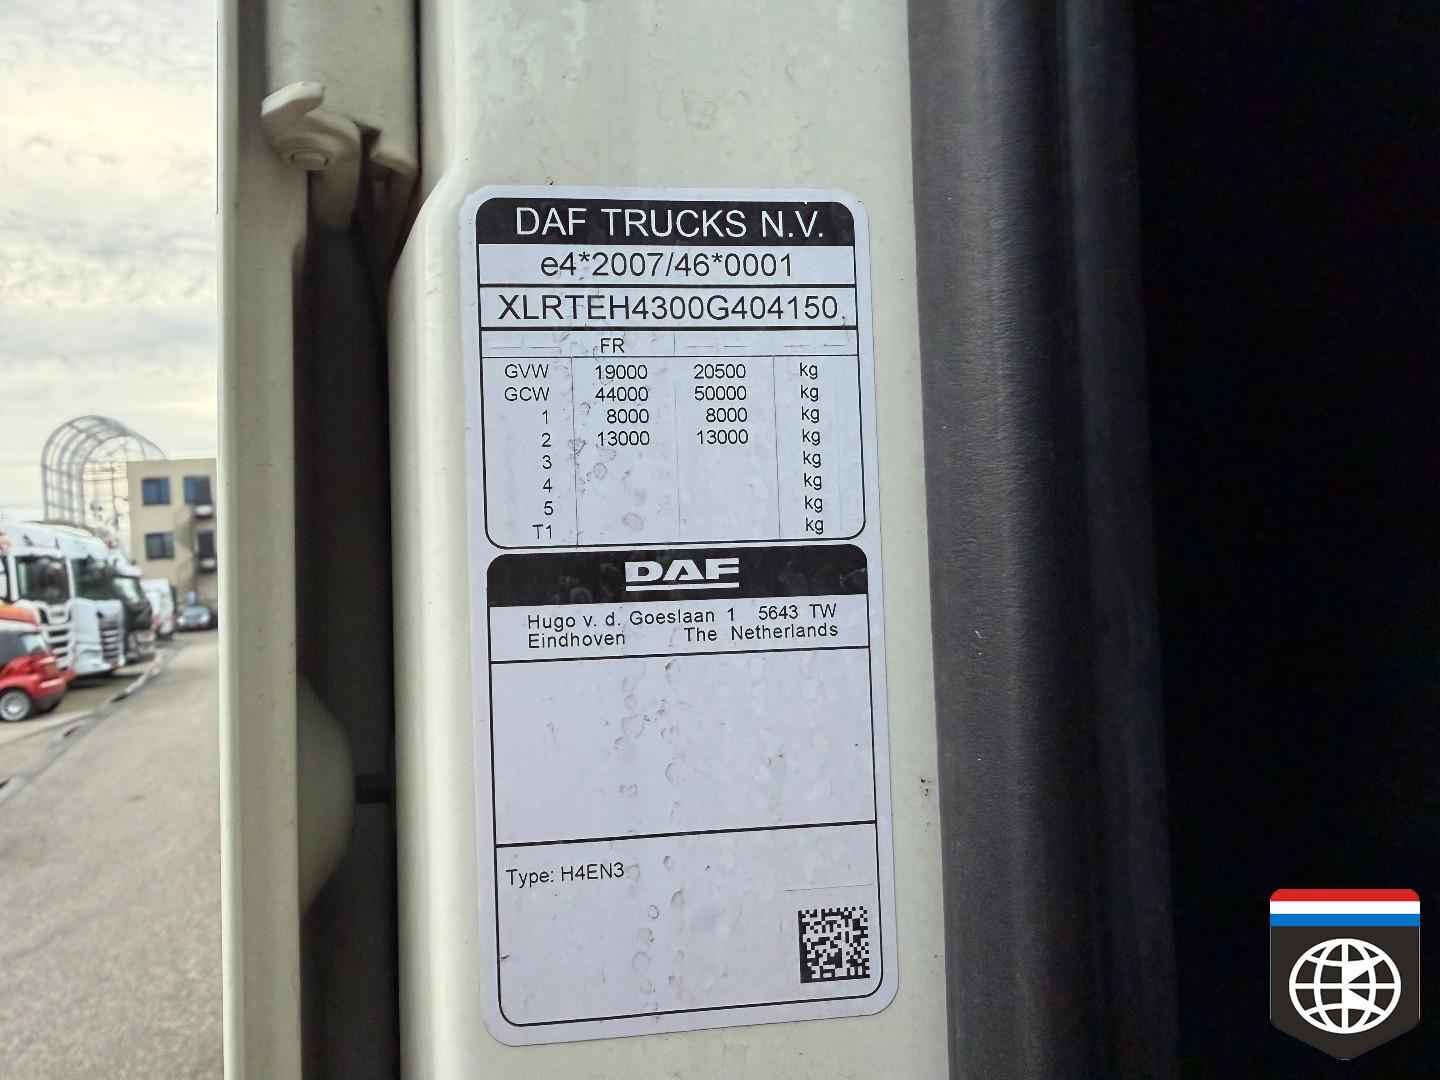 DAF TRUCKS N.V.
e4*2007/46*0001
XLRTEH4300G404150
FR
GVW 19000 20500 kg
GCW 44000 50000 kg
1 8000 8000 kg
2 13000 13000 kg
3 kg
4 kg
5 kg
T1 kg
DAF
Hugo v. d. Goeslaan 1 5643 TW
Eindhoven The Netherlands
Type: H4EN3